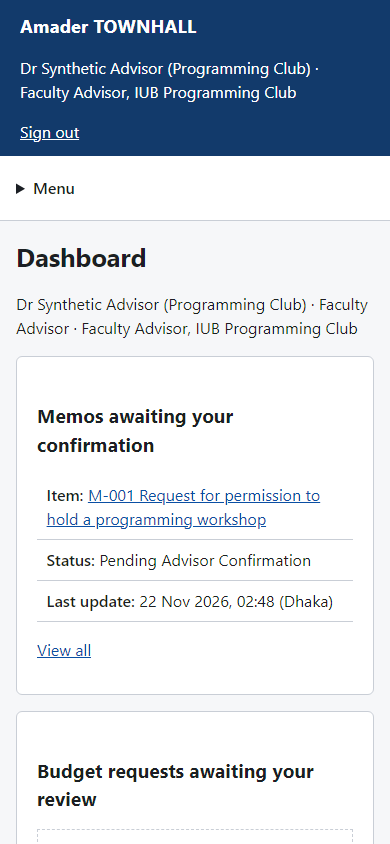 Amader TOWNHALL
Dr Synthetic Advisor (Programming Club) ·
Faculty Advisor, IUB Programming Club
Sign out
Menu
Dashboard
Dr Synthetic Advisor (Programming Club) · Faculty
Advisor · Faculty Advisor, IUB Programming Club
Memos awaiting your
confirmation
Item: M-001 Request for permission to
hold a programming workshop
Status: Pending Advisor Confirmation
Last update: 22 Nov 2026, 02:48 (Dhaka)
View all
Budget requests awaiting your
review